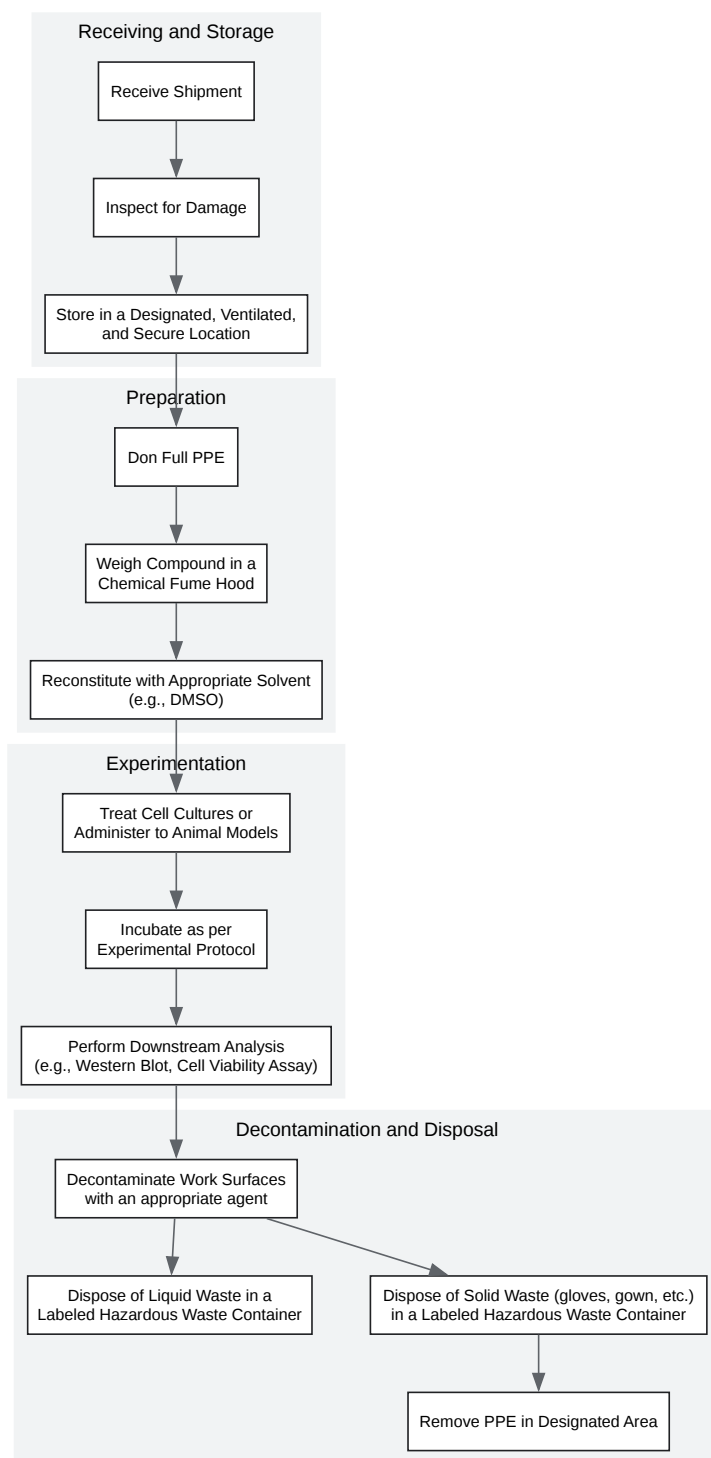 Receiving and Storage
Receive Shipment
Inspect for Damage
Store in a Designated, Ventilated,
and Secure Location
Preparation
Don Full PPE
Weigh Compound in a
Chemical Fume Hood
Reconstitute with Appropriate Solvent
(e.g., DMSO)
Experimentation
Treat Cell Cultures or
Administer to Animal Models
Incubate as per
Experimental Protocol
Perform Downstream Analysis
(e.g., Western Blot, Cell Viability Assay)
Decontamination and Disposal
Decontaminate Work Surfaces
with an appropriate agent
Dispose of Liquid Waste in a
Labeled Hazardous Waste Container
Dispose of Solid Waste (gloves, gown, etc.)
in a Labeled Hazardous Waste Container
Remove PPE in Designated Area